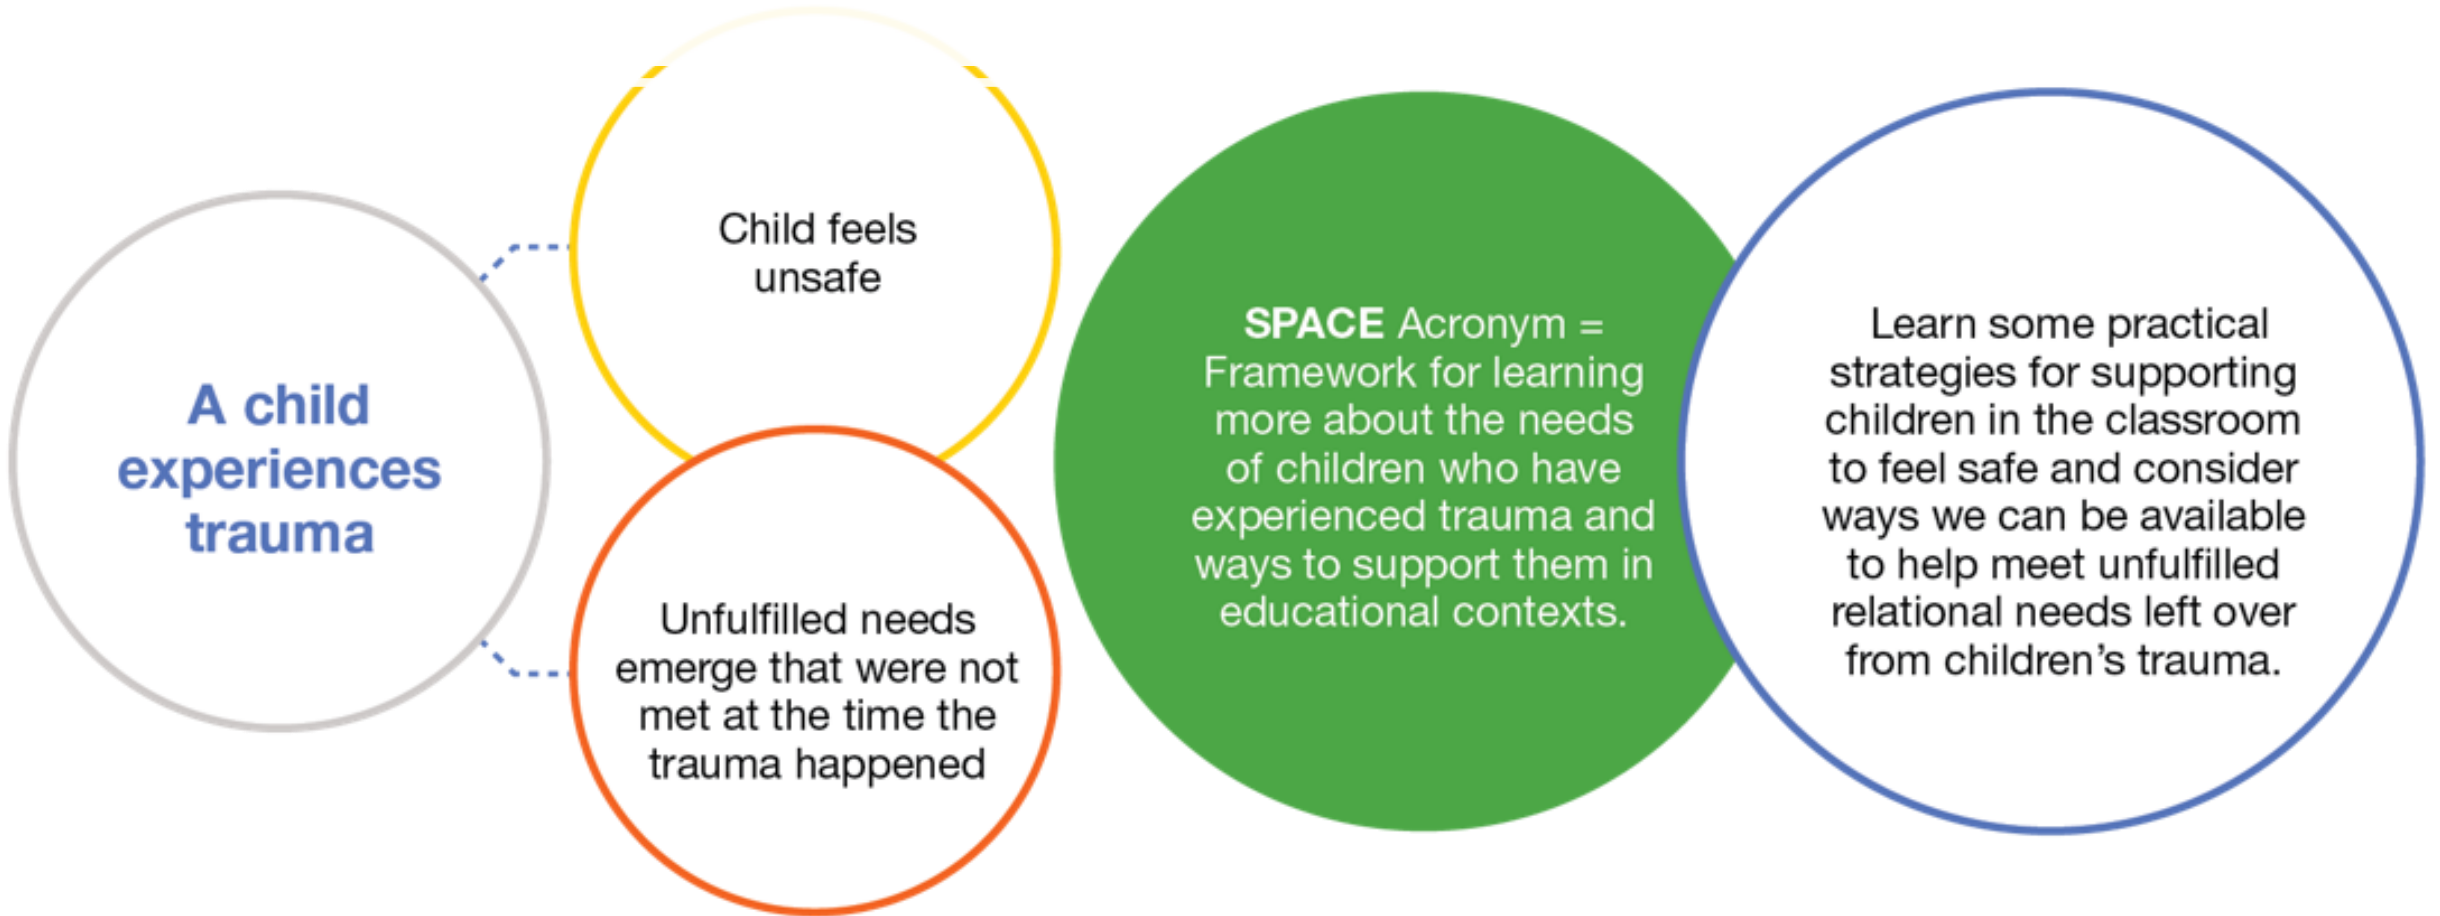 A child
experiences
trauma
Child feels
unsafe
Unfulfilled needs
emerge that were not
met at the time the
trauma happened
SPACE Acronym =
Framework for learning
more about the needs
of children who have
experienced trauma and
ways to support them in
educational contexts.
Learn some practical
strategies for supporting
children in the classroom
to feel safe and consider
ways we can be available
to help meet unfulfilled
relational needs left over
from children’s trauma.